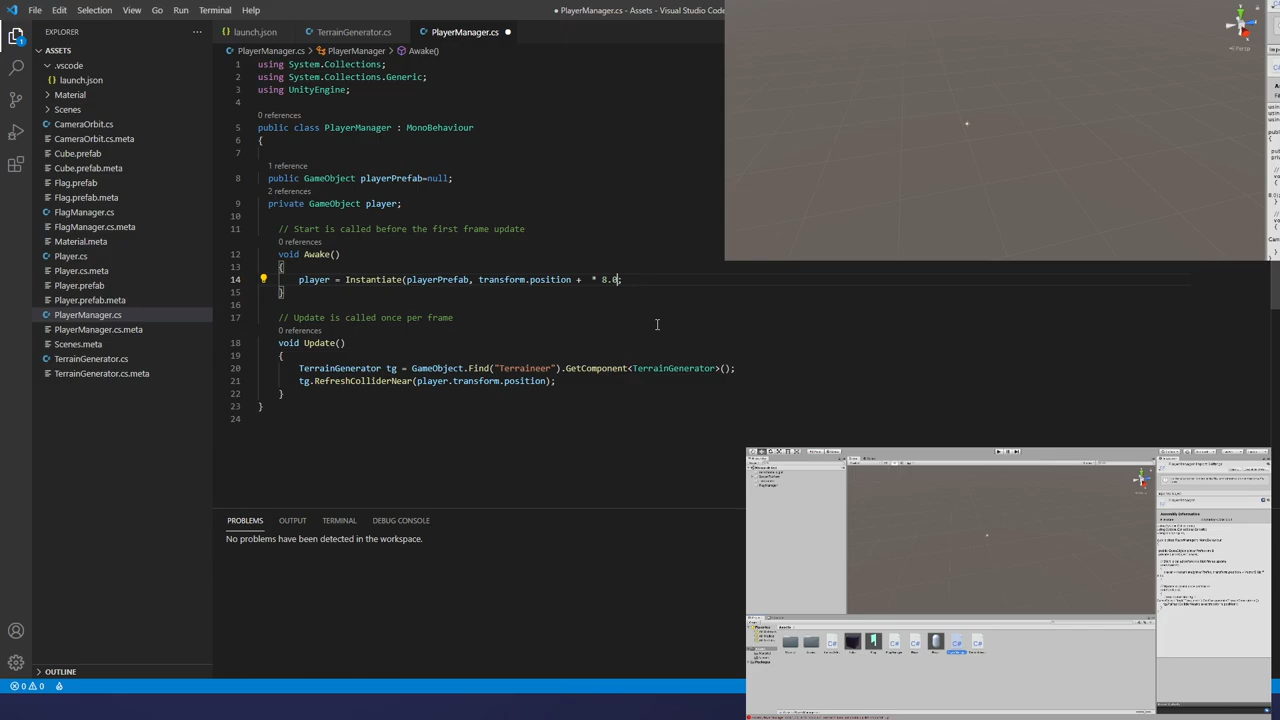 File Edit Selection View Go Run Terminal Help
● PlayerManager.cs - Assets - Visual Studio Code
EXPLORER
ASSETS
.vscode
launch.json
Material
Scenes
CameraOrbit.cs
CameraOrbit.cs.meta
Cube.prefab
Cube.prefab.meta
Flag.prefab
Flag.prefab.meta
FlagManager.cs
FlagManager.cs.meta
Material.meta
Player.cs
Player.cs.meta
Player.prefab
Player.prefab.meta
PlayerManager.cs
PlayerManager.cs.meta
Scenes.meta
TerrainGenerator.cs
TerrainGenerator.cs.meta
OUTLINE
launch.json TerrainGenerator.cs PlayerManager.cs ●
PlayerManager.cs > PlayerManager > Awake()
1 using System.Collections;
2 using System.Collections.Generic;
3 using UnityEngine;
4
0 references
5 public class PlayerManager : MonoBehaviour
6 {
7
1 reference
8 public GameObject playerPrefab=null;
2 references
9 private GameObject player;
10
11 // Start is called before the first frame update
0 references
12 void Awake()
13 {
14 player = Instantiate(playerPrefab, transform.position +  * 8.0;
15 }
16
17 // Update is called once per frame
0 references
18 void Update()
19 {
20 TerrainGenerator tg = GameObject.Find("Terraineer").GetComponent<TerrainGenerator>();
21 tg.RefreshColliderNear(player.transform.position);
22 }
23 }
24
PROBLEMS OUTPUT TERMINAL DEBUG CONSOLE
No problems have been detected in the workspace.
0 0
Persp
Assembly Information